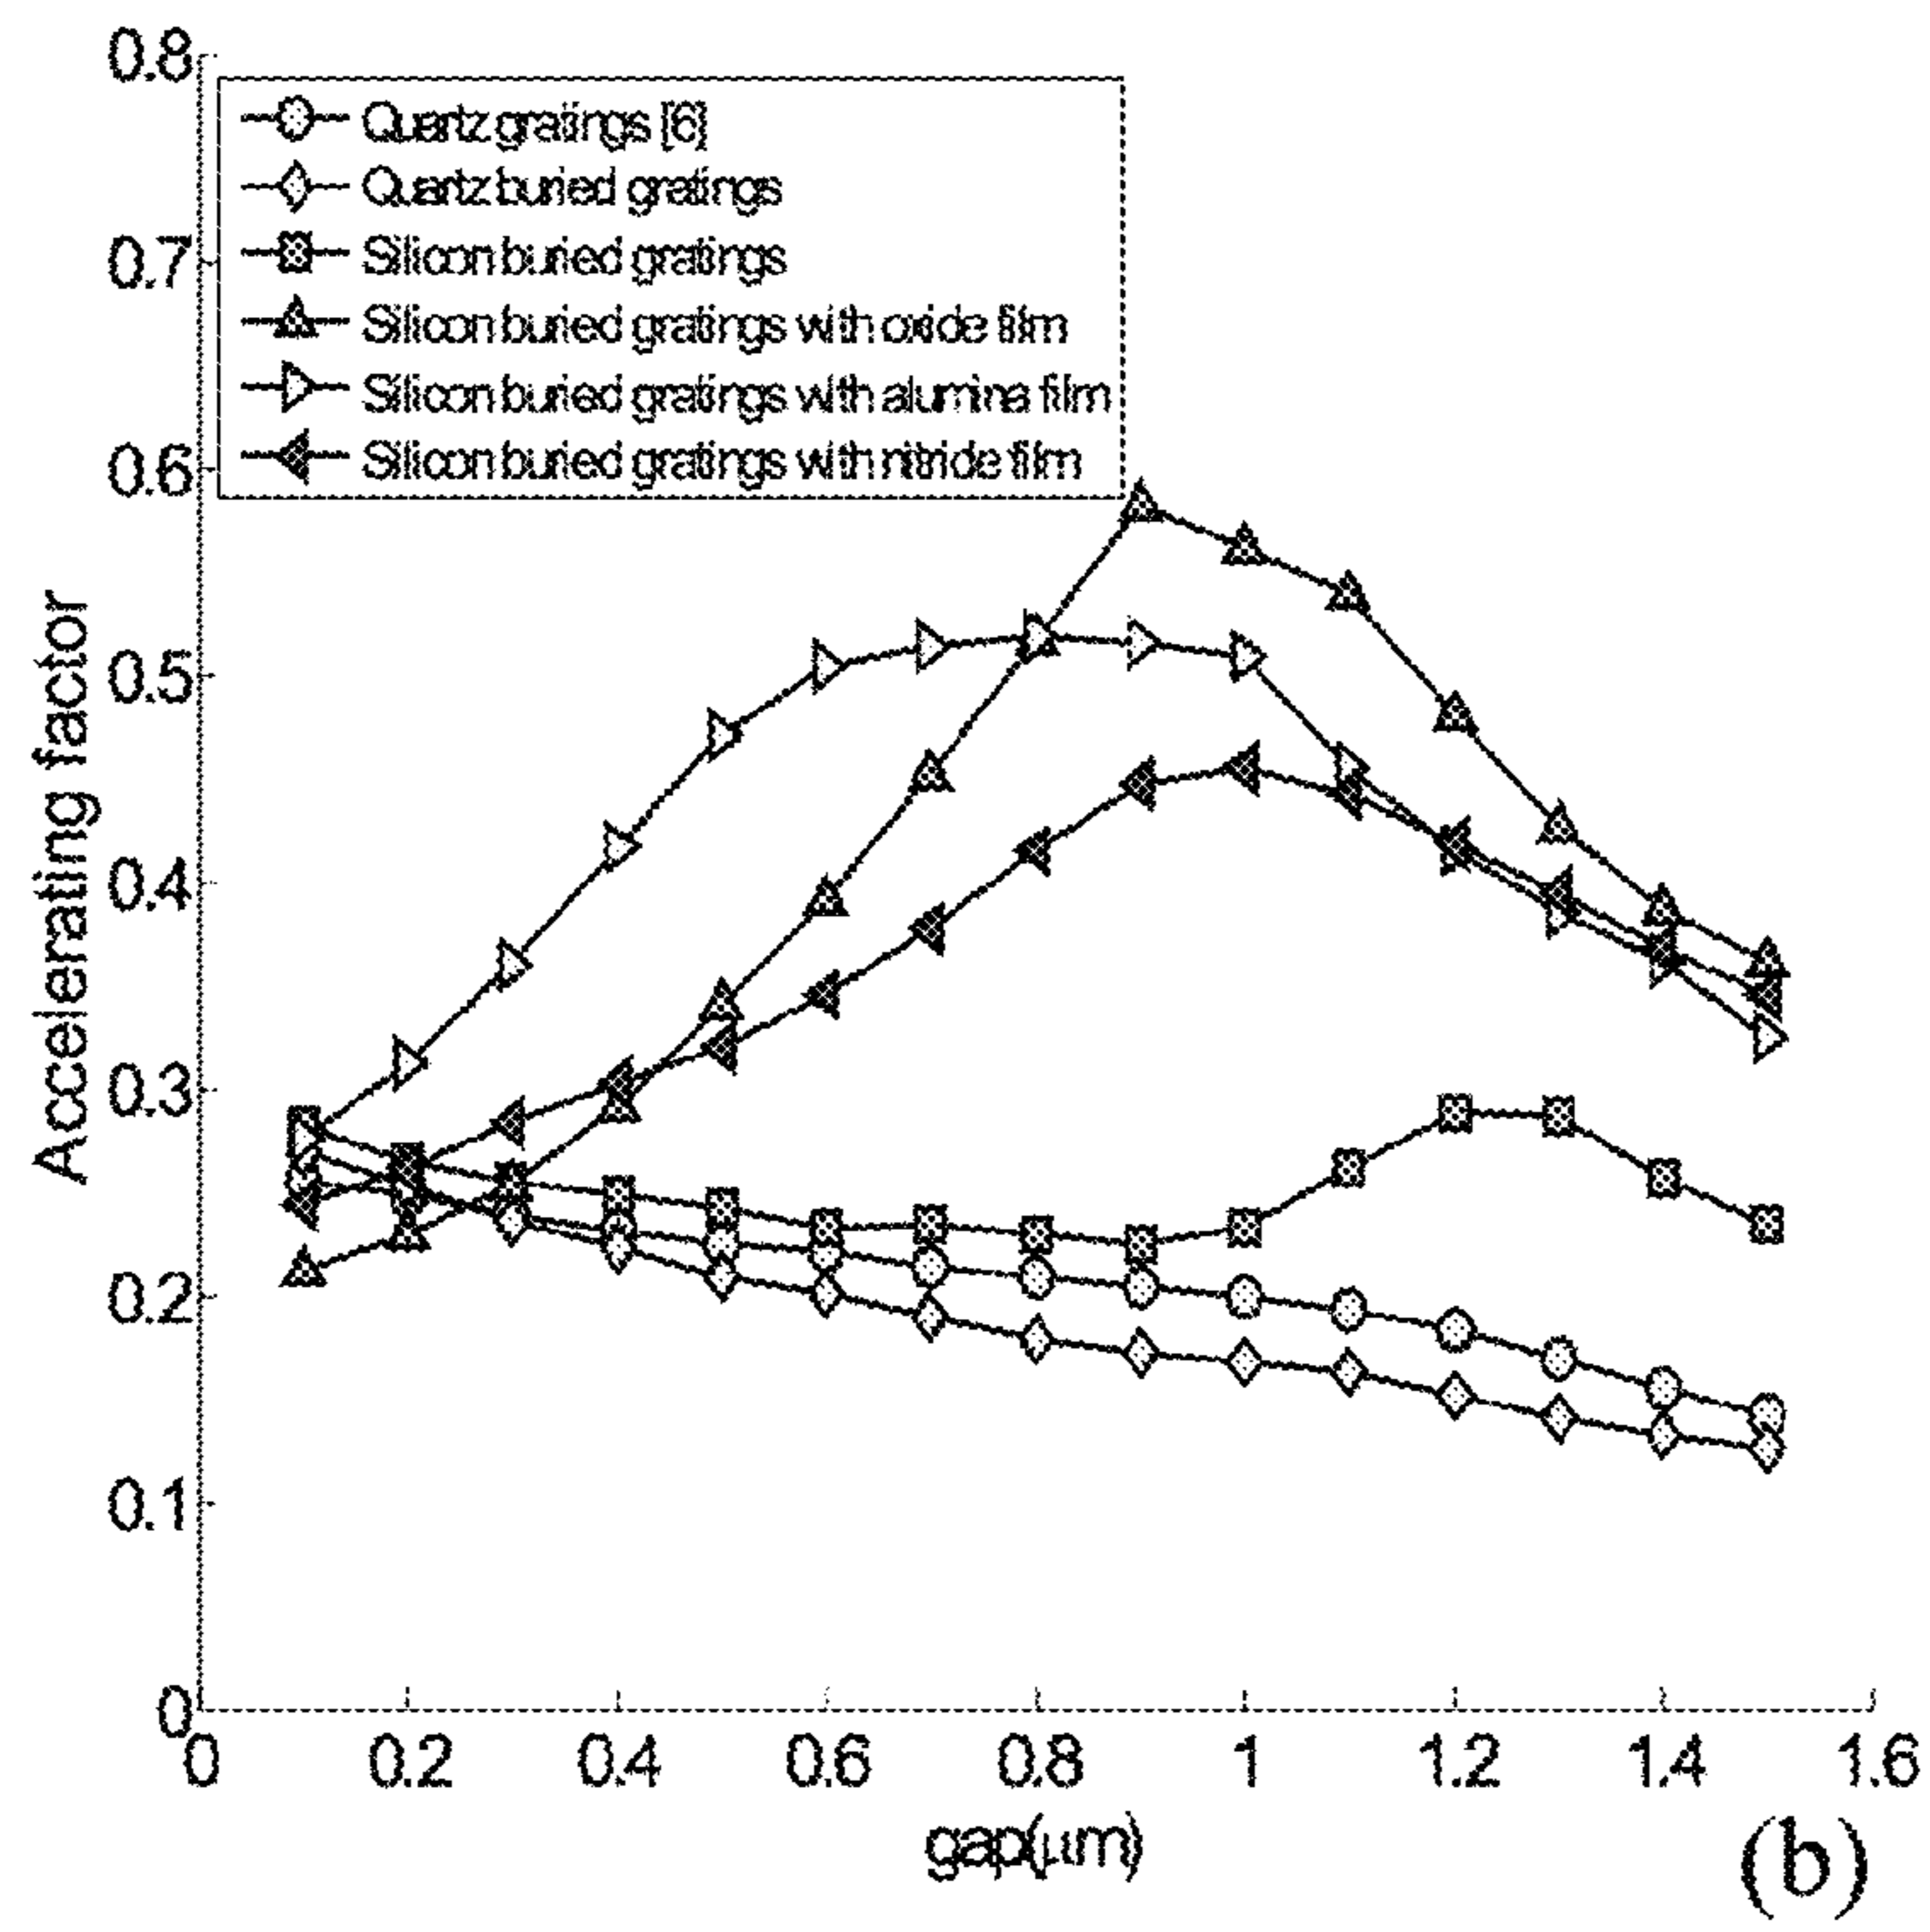 0.8
0.7
0.6
0.5
0.4
0.3
0.2
0.1
0
Accelerating factor
Quartz gratings [6]
Quartz buried gratings
Silicon buried gratings
Silicon buried gratings with oxide film
Silicon buried gratings with alumina film
Silicon buried gratings with nitride film
0 0.2 0.4 0.6 0.8 1 1.2 1.4 1.6
gap(μm)
(b)